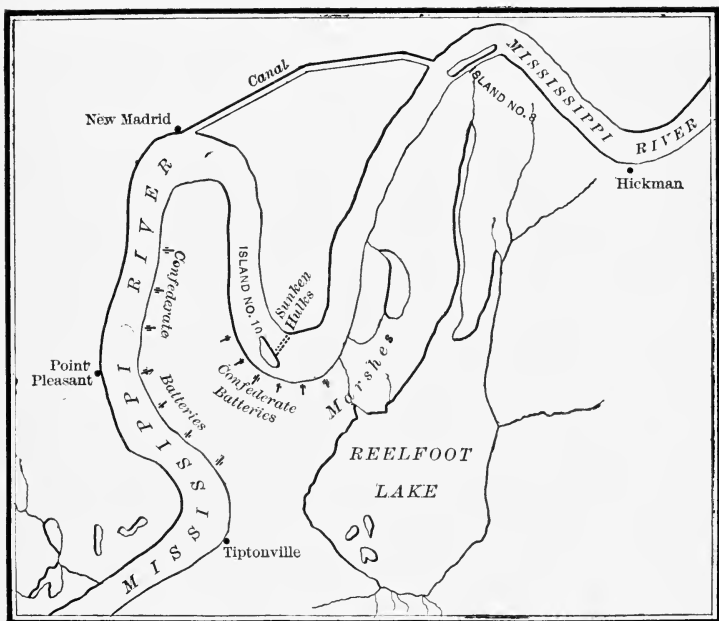 MISSISSIPPI RIVER
Canal
ISLAND NO. 8
New Madrid
Hickman
MISSISSIPPI RIVER
Confederate Batteries
ISLAND NO. 10
Sunken
Hulks
Point
Pleasant
Confederate
Batteries
Marshes
REELFOOT
LAKE
Tiptonville